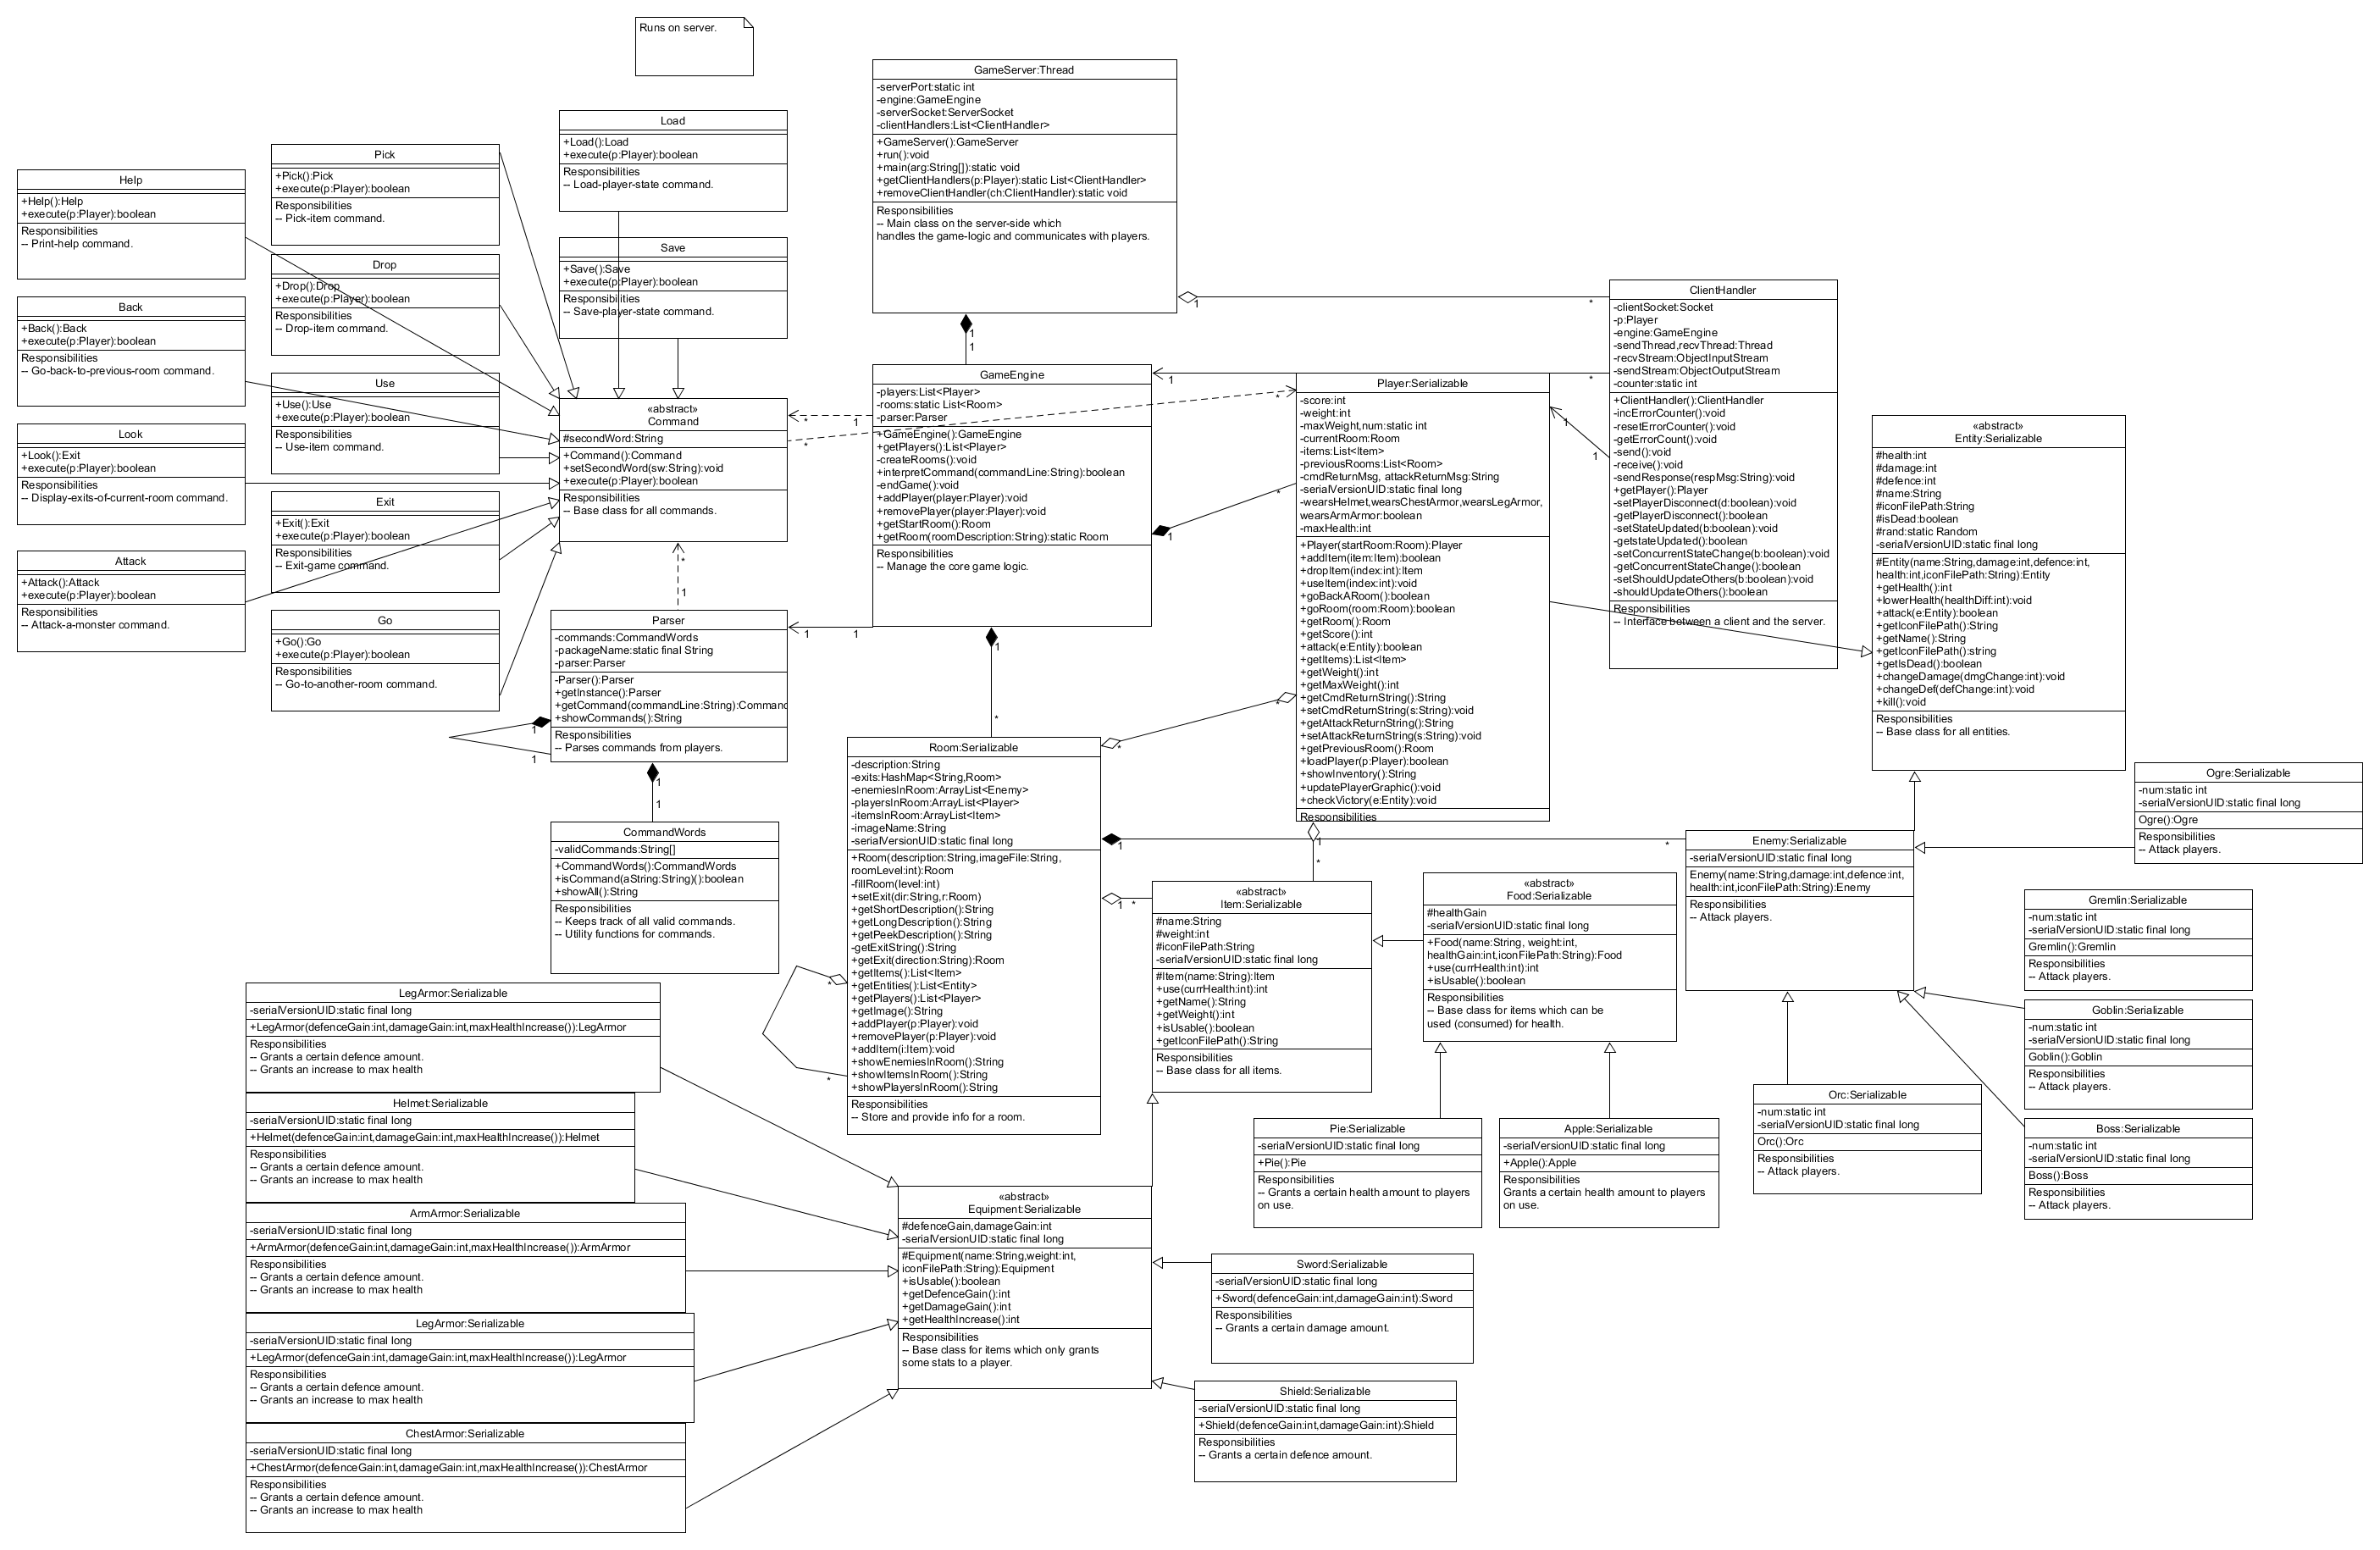 Runs on server.
GameServer:Thread
-serverPort:static int
-engine:GameEngine
-serverSocket:ServerSocket
-clientHandlers:List<ClientHandler>
+GameServer():GameServer
+run():void
+main(arg:String[]):static void
+getClientHandlers(p:Player):static List<ClientHandler>
+removeClientHandler(ch:ClientHandler):static void
Responsibilities
-- Main class on the server-side which
handles the game-logic and communicates with players.
1
*
1
1
Load
+Load():Load
+execute(p:Player):boolean
Responsibilities
-- Load-player-state command.
Pick
+Pick():Pick
+execute(p:Player):boolean
Responsibilities
-- Pick-item command.
Help
+Help():Help
+execute(p:Player):boolean
Responsibilities
-- Print-help command.
Save
+Save():Save
+execute(p:Player):boolean
Responsibilities
-- Save-player-state command.
Drop
+Drop():Drop
+execute(p:Player):boolean
Responsibilities
-- Drop-item command.
Back
+Back():Back
+execute(p:Player):boolean
Responsibilities
-- Go-back-to-previous-room command.
Use
+Use():Use
+execute(p:Player):boolean
Responsibilities
-- Use-item command.
Look
+Look():Exit
+execute(p:Player):boolean
Responsibilities
-- Display-exits-of-current-room command.
Exit
+Exit():Exit
+execute(p:Player):boolean
Responsibilities
-- Exit-game command.
Attack
+Attack():Attack
+execute(p:Player):boolean
Responsibilities
-- Attack-a-monster command.
Go
+Go():Go
+execute(p:Player):boolean
Responsibilities
-- Go-to-another-room command.
«abstract»
Command
#secondWord:String
+Command():Command
+setSecondWord(sw:String):void
+execute(p:Player):boolean
Responsibilities
-- Base class for all commands.
*
1
*
*
*
1
Parser
-commands:CommandWords
-packageName:static final String
-parser:Parser
-Parser():Parser
+getInstance():Parser
+getCommand(commandLine:String):Command
+showCommands():String
Responsibilities
-- Parses commands from players.
1
1
1
1
1
1
CommandWords
-validCommands:String[]
+CommandWords():CommandWords
+isCommand(aString:String)():boolean
+showAll():String
Responsibilities
-- Keeps track of all valid commands.
-- Utility functions for commands.
GameEngine
-players:List<Player>
-rooms:static List<Room>
-parser:Parser
+GameEngine():GameEngine
+getPlayers():List<Player>
-createRooms():void
+interpretCommand(commandLine:String):boolean
-endGame():void
+addPlayer(player:Player):void
+removePlayer(player:Player):void
+getStartRoom():Room
+getRoom(roomDescription:String):static Room
Responsibilities
-- Manage the core game logic.
1
*
1
*
1
*
Player:Serializable
-score:int
-weight:int
-maxWeight,num:static int
-currentRoom:Room
-items:List<Item>
-previousRooms:List<Room>
-cmdReturnMsg, attackReturnMsg:String
-serialVersionUID:static final long
-wearsHelmet,wearsChestArmor,wearsLegArmor,
wearsArmArmor:boolean
-maxHealth:int
+Player(startRoom:Room):Player
+addItem(item:Item):boolean
+dropItem(index:int):Item
+useItem(index:int):void
+goBackARoom():boolean
+goRoom(room:Room):boolean
+getRoom():Room
+getScore():int
+attack(e:Entity):boolean
+getItems):List<Item>
+getWeight():int
+getMaxWeight():int
+getCmdReturnString():String
+setCmdReturnString(s:String):void
+getAttackReturnString():String
+setAttackReturnString(s:String):void
+getPreviousRoom():Room
+loadPlayer(p:Player):boolean
+showInventory():String
+updatePlayerGraphic():void
+checkVictory(e:Entity):void
Responsibilities
1
1
*
*
1
*
ClientHandler
-clientSocket:Socket
-p:Player
-engine:GameEngine
-sendThread,recvThread:Thread
-recvStream:ObjectInputStream
-sendStream:ObjectOutputStream
-counter:static int
+ClientHandler():ClientHandler
-incErrorCounter():void
-resetErrorCounter():void
-getErrorCount():void
-send():void
-receive():void
-sendResponse(respMsg:String):void
+getPlayer():Player
-setPlayerDisconnect(d:boolean):void
-getPlayerDisconnect():boolean
-setStateUpdated(b:boolean):void
-getstateUpdated():boolean
-setConcurrentStateChange(b:boolean):void
-getConcurrentStateChange():boolean
-setShouldUpdateOthers(b:boolean):void
-shouldUpdateOthers():boolean
Responsibilities
-- Interface between a client and the server.
«abstract»
Entity:Serializable
#health:int
#damage:int
#defence:int
#name:String
#iconFilePath:String
#isDead:boolean
#rand:static Random
-serialVersionUID:static final long
#Entity(name:String,damage:int,defence:int,
health:int,iconFilePath:String):Entity
+getHealth():int
+lowerHealth(healthDiff:int):void
+attack(e:Entity):boolean
+getIconFilePath():String
+getName():String
+getIconFilePath():string
+getIsDead():boolean
+changeDamage(dmgChange:int):void
+changeDef(defChange:int):void
+kill():void
Responsibilities
-- Base class for all entities.
Room:Serializable
-description:String
-exits:HashMap<String,Room>
-enemiesInRoom:ArrayList<Enemy>
-playersInRoom:ArrayList<Player>
-itemsInRoom:ArrayList<Item>
-imageName:String
-serialVersionUID:static final long
+Room(description:String,imageFile:String,
roomLevel:int):Room
-fillRoom(level:int)
+setExit(dir:String,r:Room)
+getShortDescription():String
+getLongDescription():String
+getPeekDescription():String
-getExitString():String
+getExit(direction:String):Room
+getItems():List<Item>
+getEntities():List<Entity>
+getPlayers():List<Player>
+getImage():String
+addPlayer(p:Player):void
+removePlayer(p:Player):void
+addItem(i:Item):void
+showEnemiesInRoom():String
+showItemsInRoom():String
+showPlayersInRoom():String
Responsibilities
-- Store and provide info for a room.
*
*
1
*
1
*
«abstract»
Item:Serializable
#name:String
#weight:int
#iconFilePath:String
-serialVersionUID:static final long
#Item(name:String):Item
+use(currHealth:int):int
+getName():String
+getWeight():int
+isUsable():boolean
+getIconFilePath():String
Responsibilities
-- Base class for all items.
«abstract»
Food:Serializable
#healthGain
-serialVersionUID:static final long
+Food(name:String, weight:int,
healthGain:int,iconFilePath:String):Food
+use(currHealth:int):int
+isUsable():boolean
Responsibilities
-- Base class for items which can be
used (consumed) for health.
Enemy:Serializable
-serialVersionUID:static final long
Enemy(name:String,damage:int,defence:int,
health:int,iconFilePath:String):Enemy
Responsibilities
-- Attack players.
Ogre:Serializable
-num:static int
-serialVersionUID:static final long
Ogre():Ogre
Responsibilities
-- Attack players.
Gremlin:Serializable
-num:static int
-serialVersionUID:static final long
Gremlin():Gremlin
Responsibilities
-- Attack players.
Goblin:Serializable
-num:static int
-serialVersionUID:static final long
Goblin():Goblin
Responsibilities
-- Attack players.
Orc:Serializable
-num:static int
-serialVersionUID:static final long
Orc():Orc
Responsibilities
-- Attack players.
Boss:Serializable
-num:static int
-serialVersionUID:static final long
Boss():Boss
Responsibilities
-- Attack players.
Pie:Serializable
-serialVersionUID:static final long
+Pie():Pie
Responsibilities
-- Grants a certain health amount to players
on use.
Apple:Serializable
-serialVersionUID:static final long
+Apple():Apple
Responsibilities
Grants a certain health amount to players
on use.
LegArmor:Serializable
-serialVersionUID:static final long
+LegArmor(defenceGain:int,damageGain:int,maxHealthIncrease()):LegArmor
Responsibilities
-- Grants a certain defence amount.
-- Grants an increase to max health
Helmet:Serializable
-serialVersionUID:static final long
+Helmet(defenceGain:int,damageGain:int,maxHealthIncrease()):Helmet
Responsibilities
-- Grants a certain defence amount.
-- Grants an increase to max health
ArmArmor:Serializable
-serialVersionUID:static final long
+ArmArmor(defenceGain:int,damageGain:int,maxHealthIncrease()):ArmArmor
Responsibilities
-- Grants a certain defence amount.
-- Grants an increase to max health
LegArmor:Serializable
-serialVersionUID:static final long
+LegArmor(defenceGain:int,damageGain:int,maxHealthIncrease()):LegArmor
Responsibilities
-- Grants a certain defence amount.
-- Grants an increase to max health
ChestArmor:Serializable
-serialVersionUID:static final long
+ChestArmor(defenceGain:int,damageGain:int,maxHealthIncrease()):ChestArmor
Responsibilities
-- Grants a certain defence amount.
-- Grants an increase to max health
«abstract»
Equipment:Serializable
#defenceGain,damageGain:int
-serialVersionUID:static final long
#Equipment(name:String,weight:int,
iconFilePath:String):Equipment
+isUsable():boolean
+getDefenceGain():int
+getDamageGain():int
+getHealthIncrease():int
Responsibilities
-- Base class for items which only grants
some stats to a player.
Sword:Serializable
-serialVersionUID:static final long
+Sword(defenceGain:int,damageGain:int):Sword
Responsibilities
-- Grants a certain damage amount.
Shield:Serializable
-serialVersionUID:static final long
+Shield(defenceGain:int,damageGain:int):Shield
Responsibilities
-- Grants a certain defence amount.